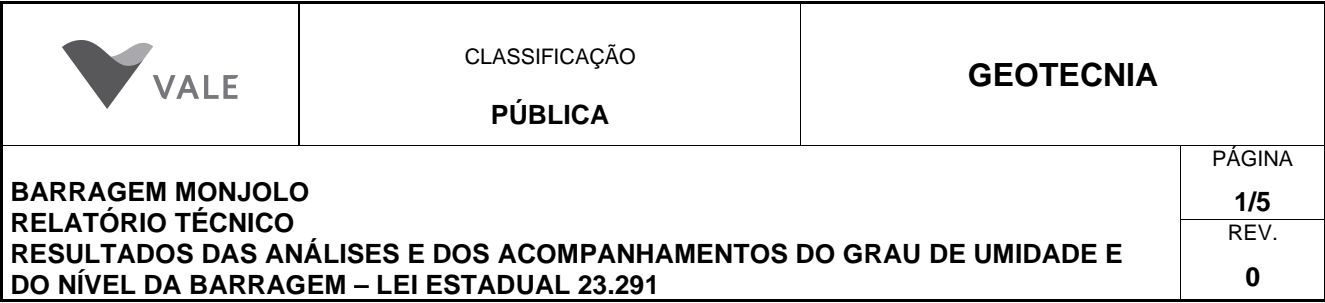 VALE
CLASSIFICAÇÃO
PÚBLICA
GEOTECNIA
BARRAGEM MONJOLO
RELATÓRIO TÉCNICO
RESULTADOS DAS ANÁLISES E DOS ACOMPANHAMENTOS DO GRAU DE UMIDADE E
DO NÍVEL DA BARRAGEM – LEI ESTADUAL 23.291
PÁGINA
1/5
REV.
0